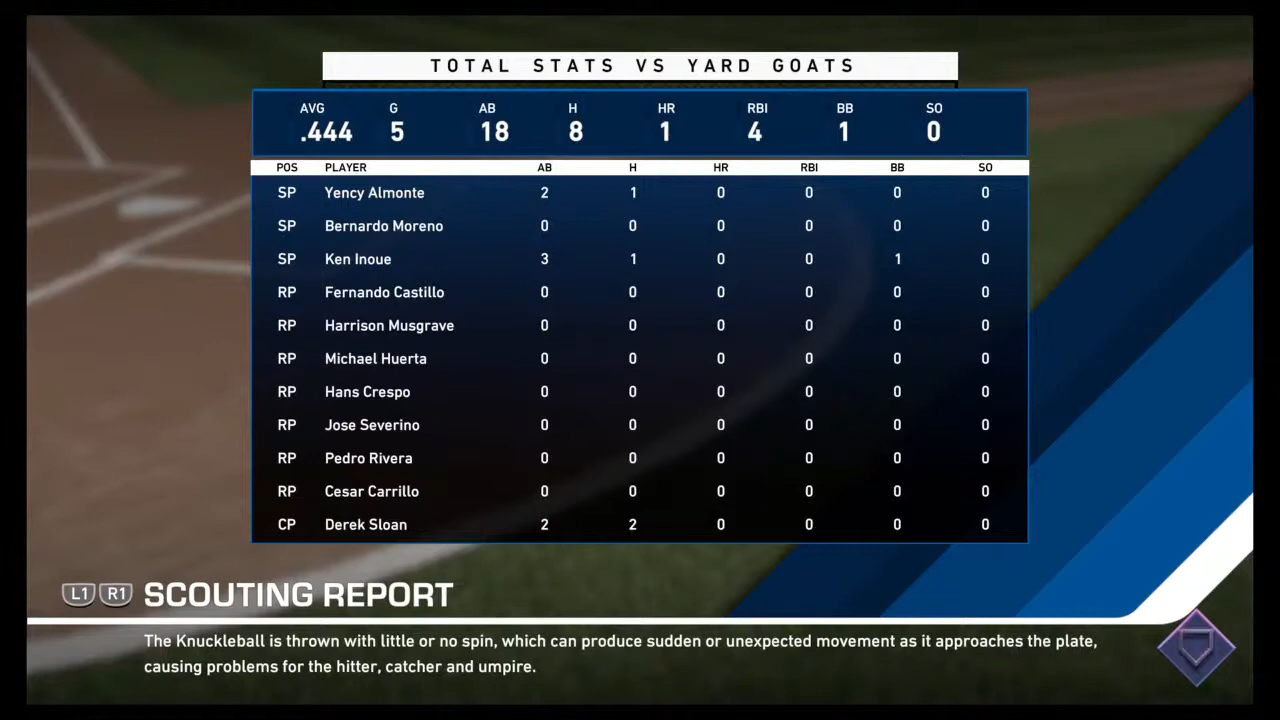 TOTAL STATS VS YARD GOATS
AVG G AB H HR RBI BB SO
.444 5 18 8 1 4 1 0
POS PLAYER AB H HR RBI BB SO
SP Yency Almonte 2 1 0 0 0 0
SP Bernardo Moreno 0 0 0 0 0 0
SP Ken Inoue 3 1 0 0 1 0
RP Fernando Castillo 0 0 0 0 0 0
RP Harrison Musgrave 0 0 0 0 0 0
RP Michael Huerta 0 0 0 0 0 0
RP Hans Crespo 0 0 0 0 0 0
RP Jose Severino 0 0 0 0 0 0
RP Pedro Rivera 0 0 0 0 0 0
RP Cesar Carrillo 0 0 0 0 0 0
CP Derek Sloan 2 2 0 0 0 0
L1 R1 SCOUTING REPORT
The Knuckleball is thrown with little or no spin, which can produce sudden or unexpected movement as it approaches the plate,
causing problems for the hitter, catcher and umpire.